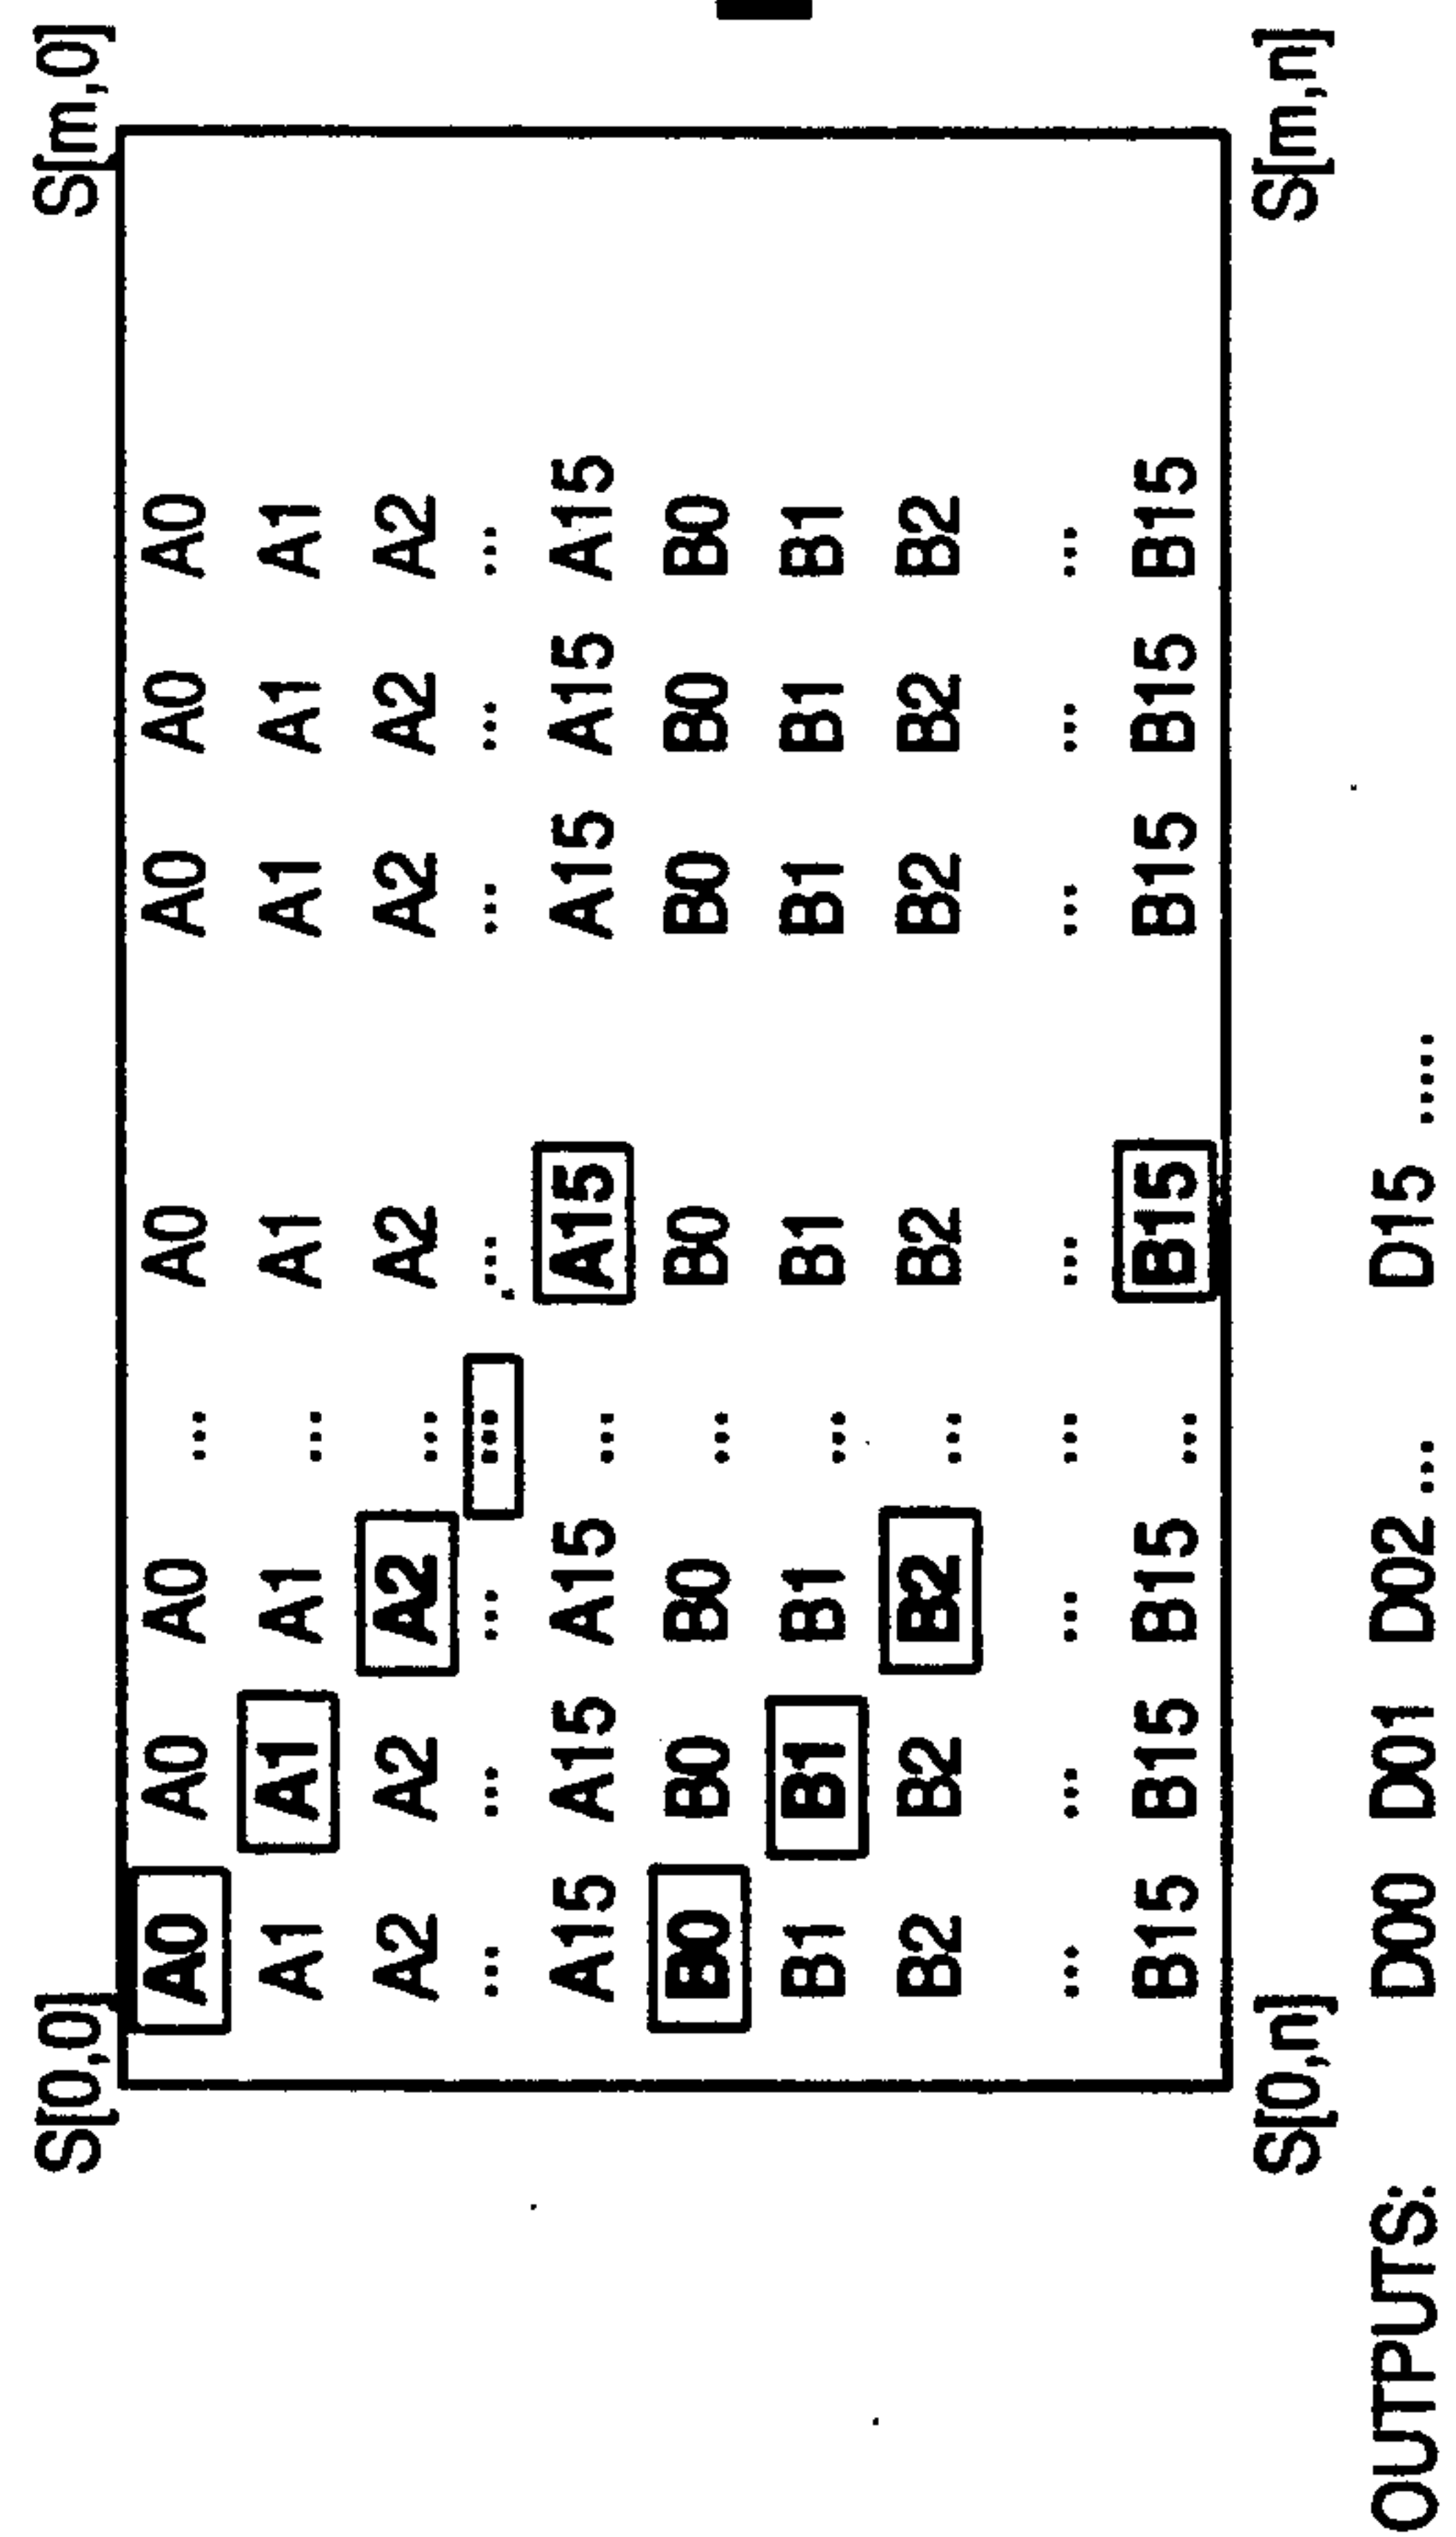 S[0,0] S[m,0]
A0 A0 A0 ... A0 A0 A0 A0
A1 A1 A1 ... A1 A1 A1 A1
A2 A2 A2 ... A2 A2 A2 A2
... ... ... ... ... ... ... ...
A15 A15 A15 ... A15 A15 A15 A15
B0 B0 B0 ... B0 B0 B0 B0
B1 B1 B1 ... B1 B1 B1 B1
B2 B2 B2 ... B2 B2 B2 B2
... ... ... ... ... ... ... ...
B15 B15 B15 ... B15 B15 B15 B15
S[0,n] S[m,n]
OUTPUTS: D00 D01 D02 ... D15 .....